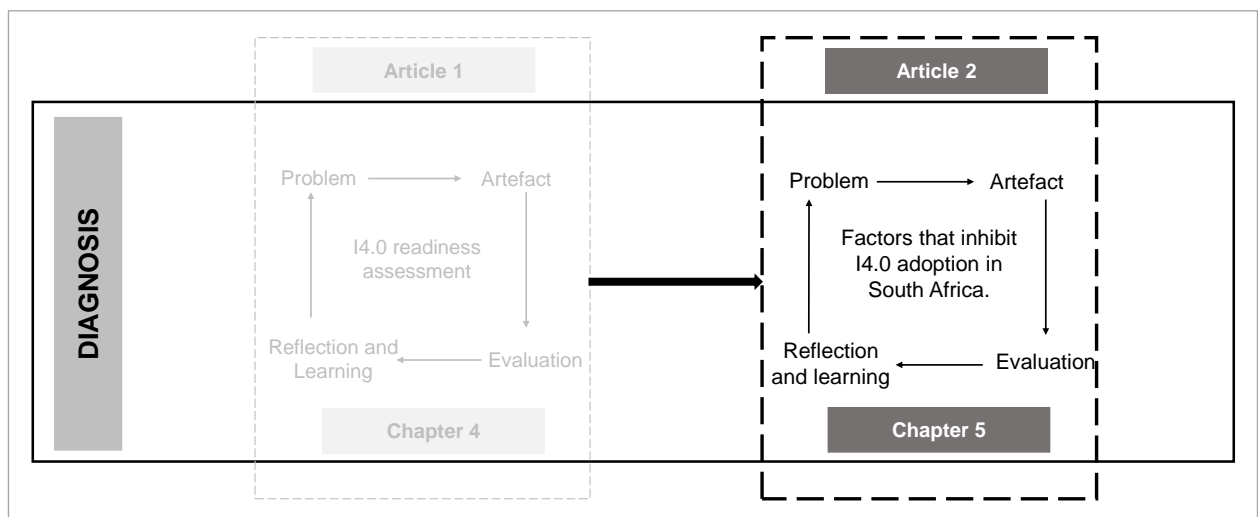 Article 1
Article 2
DIAGNOSIS
Problem
Artefact
I4.0 readiness
assessment
Reflection and
Learning
Evaluation
Chapter 4
Problem
Artefact
Factors that inhibit
I4.0 adoption in
South Africa.
Reflection
and learning
Evaluation
Chapter 5